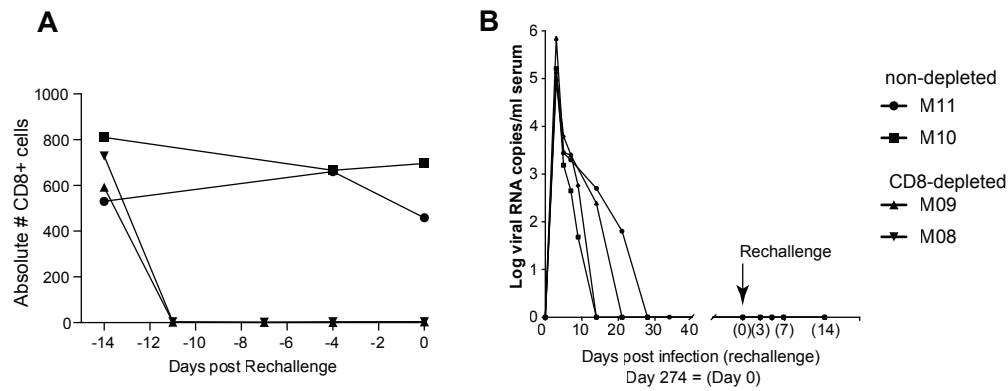 A
Absolute # CD8+ cells
1000
800
600
400
200
0
-14
-12
-10
-8
-6
-4
-2
0
Days post Rechallenge
B
Log viral RNA copies/ml serum
6
5
4
3
2
1
0
0
10
20
30
40
Rechallenge
(0)
(3)
(7)
(14)
Days post infection (rechallenge)
Day 274 = (Day 0)
non-depleted
M11
M10
CD8-depleted
M09
M08